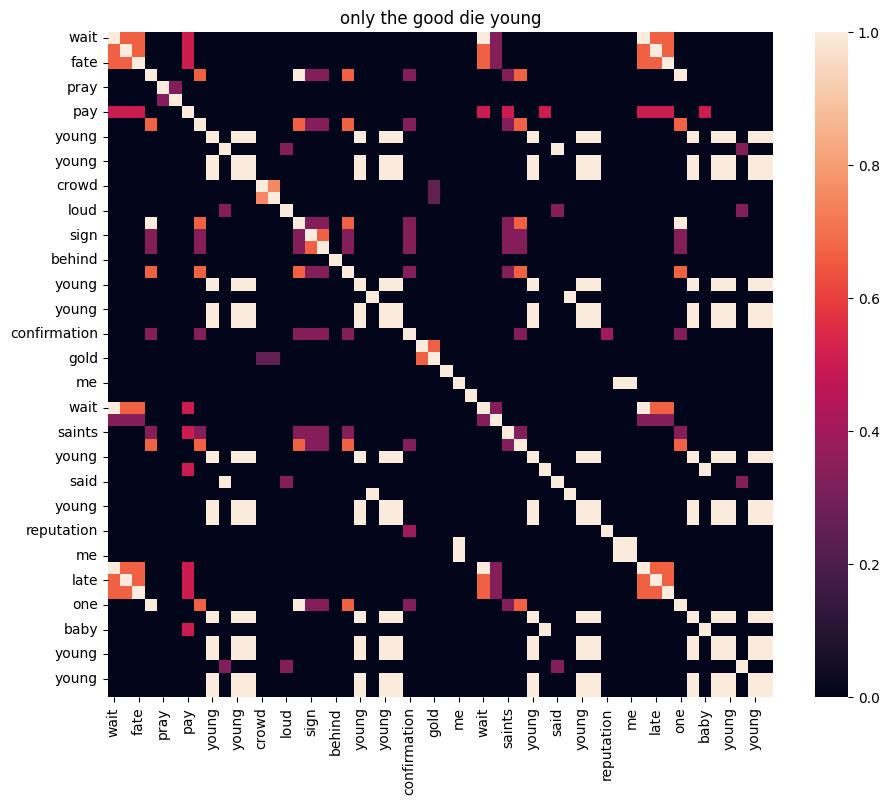 only the good die young
wait
fate
pray
pay
young
young
crowd
loud
sign
behind
young
young
confirmation
gold
me
wait
saints
young
said
young
reputation
me
late
one
baby
young
young
wait
fate
pray
pay
young
young
crowd
loud
sign
behind
young
young
confirmation
gold
me
wait
saints
young
said
young
reputation
me
late
one
baby
young
young
1.0
0.8
0.6
0.4
0.2
0.0